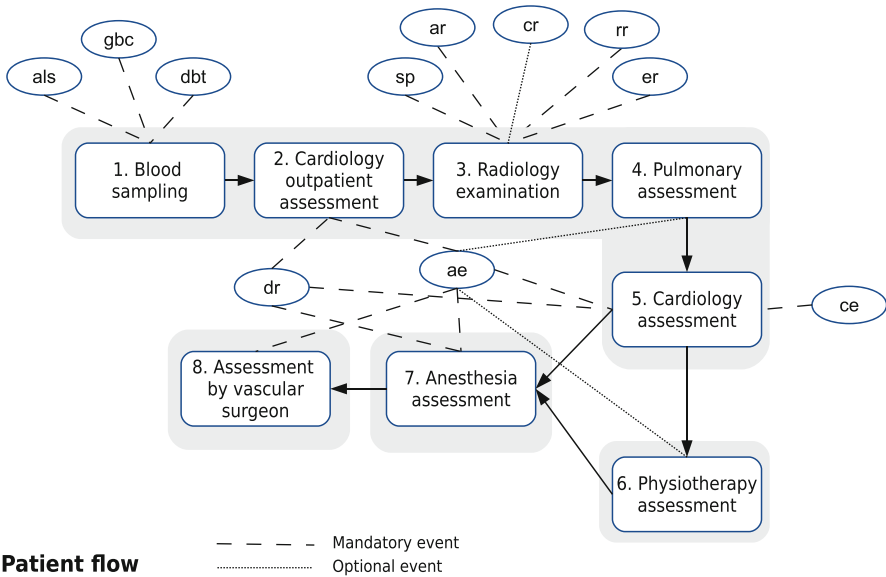 ar
cr
rr
gbc
als
dbt
sp
er
1. Blood
sampling
2. Cardiology
outpatient
assessment
3. Radiology
examination
4. Pulmonary
assessment
dr
ae
5. Cardiology
assessment
ce
8. Assessment
by vascular
surgeon
7. Anesthesia
assessment
6. Physiotherapy
assessment
Patient flow
Mandatory event
Optional event